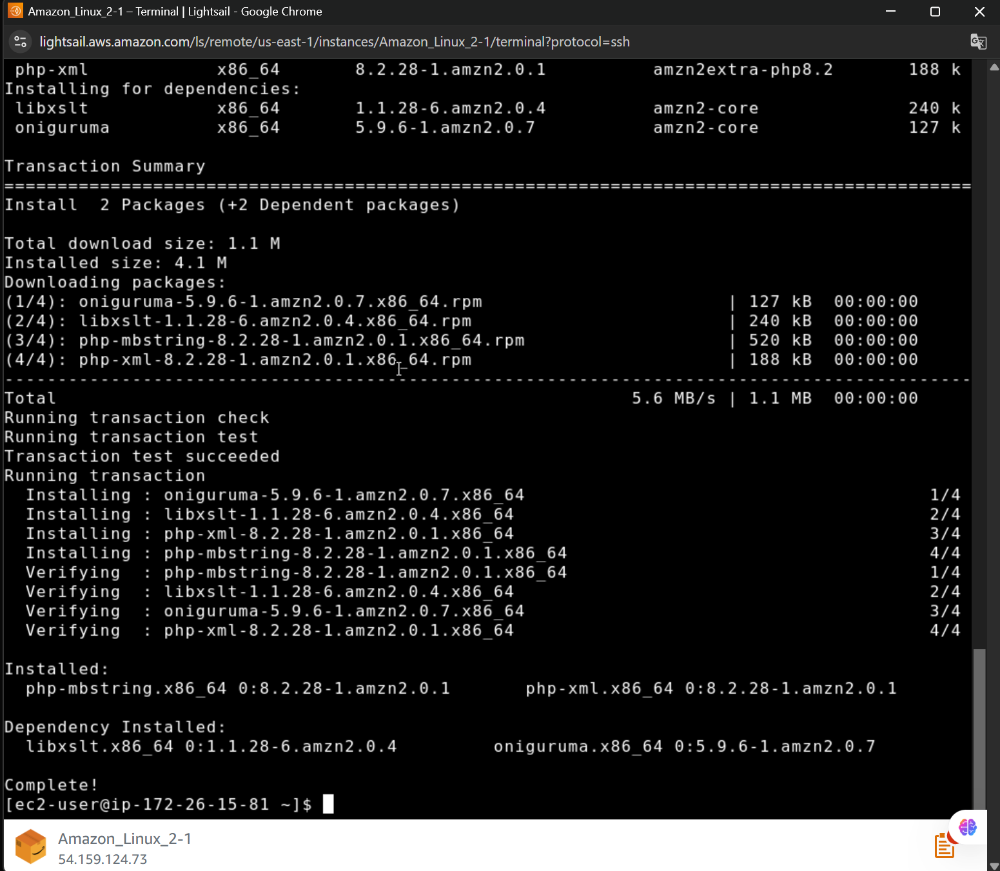 Amazon_Linux_2-1 – Terminal | Lightsail - Google Chrome
lightsail.aws.amazon.com/ls/remote/us-east-1/instances/Amazon_Linux_2-1/terminal?protocol=ssh
php-xml x86_64 8.2.28-1.amzn2.0.1 amzn2extra-php8.2 188 k
Installing for dependencies:
libxslt x86_64 1.1.28-6.amzn2.0.4 amzn2-core 240 k
oniguruma x86_64 5.9.6-1.amzn2.0.7 amzn2-core 127 k
Transaction Summary
===========================================================================================
Install  2 Packages (+2 Dependent packages)
Total download size: 1.1 M
Installed size: 4.1 M
Downloading packages:
(1/4): oniguruma-5.9.6-1.amzn2.0.7.x86_64.rpm | 127 kB  00:00:00
(2/4): libxslt-1.1.28-6.amzn2.0.4.x86_64.rpm | 240 kB  00:00:00
(3/4): php-mbstring-8.2.28-1.amzn2.0.1.x86_64.rpm | 520 kB  00:00:00
(4/4): php-xml-8.2.28-1.amzn2.0.1.x86_64.rpm | 188 kB  00:00:00
-------------------------------------------------------------------------------------------
Total 5.6 MB/s | 1.1 MB  00:00:00
Running transaction check
Running transaction test
Transaction test succeeded
Running transaction
Installing : oniguruma-5.9.6-1.amzn2.0.7.x86_64 1/4
Installing : libxslt-1.1.28-6.amzn2.0.4.x86_64 2/4
Installing : php-xml-8.2.28-1.amzn2.0.1.x86_64 3/4
Installing : php-mbstring-8.2.28-1.amzn2.0.1.x86_64 4/4
Verifying  : php-mbstring-8.2.28-1.amzn2.0.1.x86_64 1/4
Verifying  : libxslt-1.1.28-6.amzn2.0.4.x86_64 2/4
Verifying  : oniguruma-5.9.6-1.amzn2.0.7.x86_64 3/4
Verifying  : php-xml-8.2.28-1.amzn2.0.1.x86_64 4/4
Installed:
php-mbstring.x86_64 0:8.2.28-1.amzn2.0.1 php-xml.x86_64 0:8.2.28-1.amzn2.0.1
Dependency Installed:
libxslt.x86_64 0:1.1.28-6.amzn2.0.4 oniguruma.x86_64 0:5.9.6-1.amzn2.0.7
Complete!
[ec2-user@ip-172-26-15-81 ~]$
Amazon_Linux_2-1
54.159.124.73